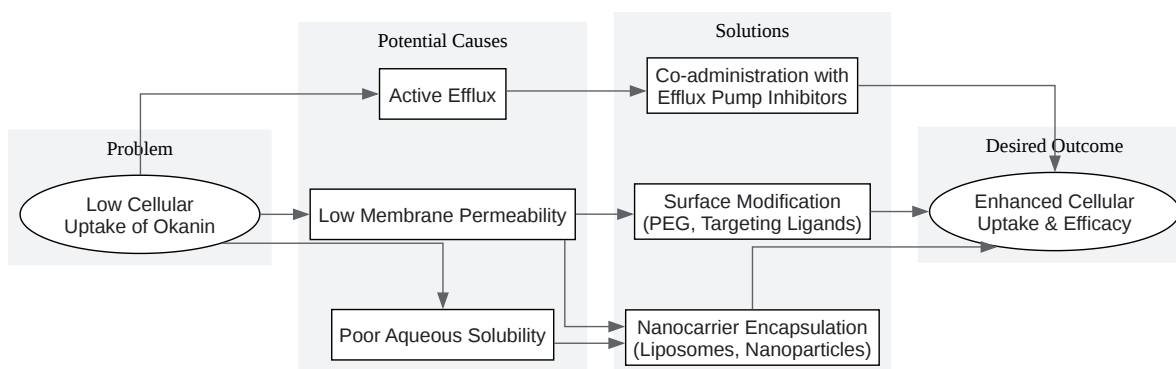 Potential Causes
Solutions
Active Efflux
Co-administration with
Efflux Pump Inhibitors
Problem
Desired Outcome
Low Cellular
Uptake of Okanin
Low Membrane Permeability
Surface Modification
(PEG, Targeting Ligands)
Enhanced Cellular
Uptake & Efficacy
Poor Aqueous Solubility
Nanocarrier Encapsulation
(Liposomes, Nanoparticles)